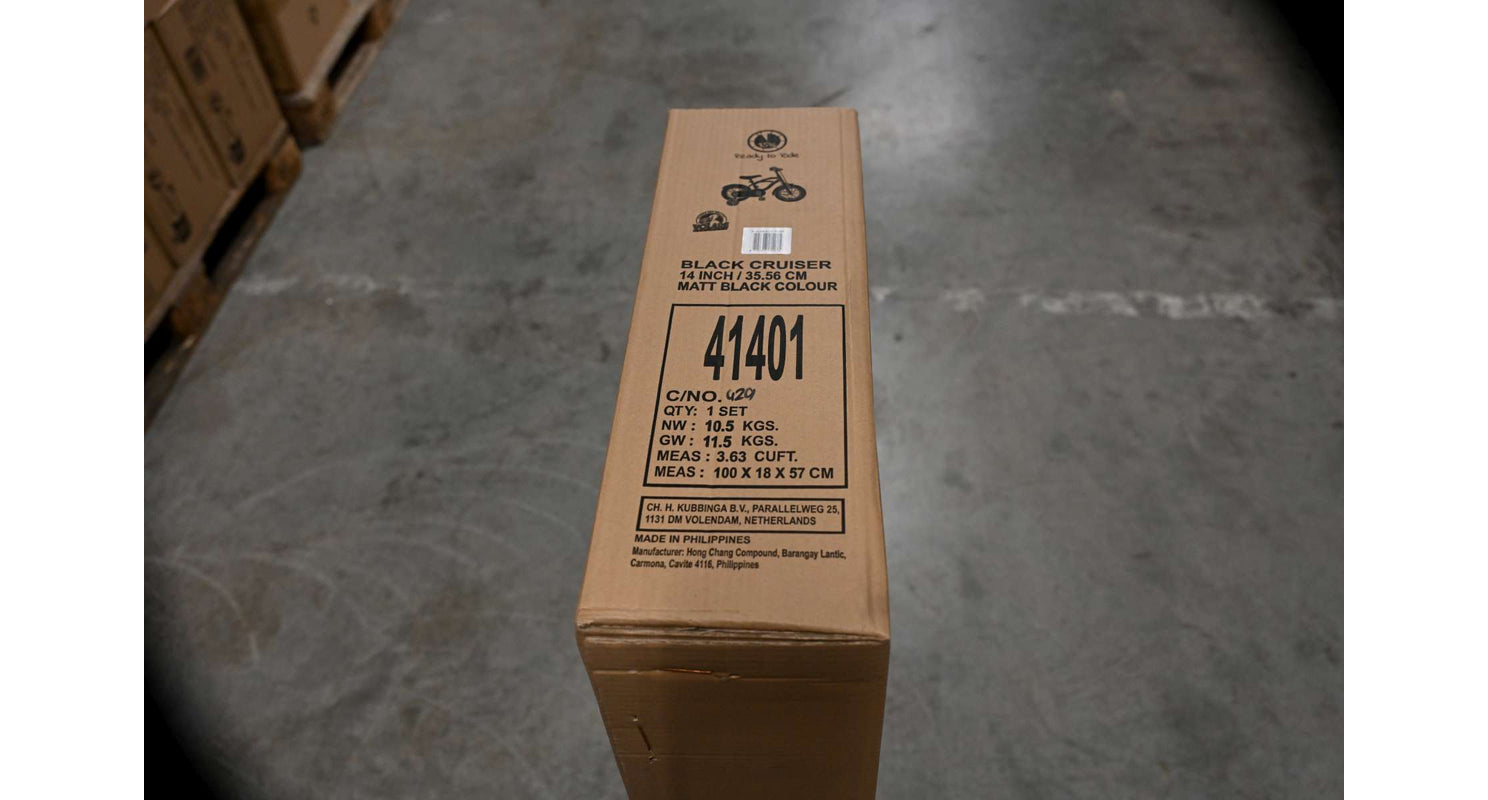 Ready to Ride
BLACK CRUISER
14 INCH / 35.56 CM
MATT BLACK COLOUR
41401
C/NO. 429
QTY: 1 SET
NW : 10.5 KGS.
GW : 11.5 KGS.
MEAS : 3.63 CUFT.
MEAS : 100 X 18 X 57 CM
CH. H. KUBBINGA B.V., PARALLELWEG 25,
1131 DM VOLENDAM, NETHERLANDS
MADE IN PHILIPPINES
Manufacturer: Hong Chang Compound, Barangay Lantic,
Carmona, Cavite 4116, Philippines